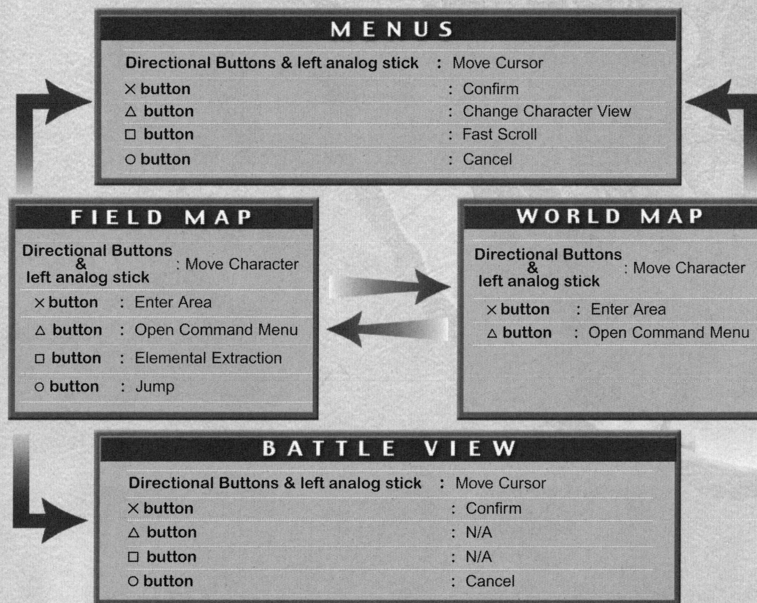 MENUS
Directional Buttons & left analog stick : Move Cursor
× button : Confirm
△ button : Change Character View
□ button : Fast Scroll
○ button : Cancel
FIELD MAP
Directional Buttons
&
left analog stick
: Move Character
× button : Enter Area
△ button : Open Command Menu
□ button : Elemental Extraction
○ button : Jump
WORLD MAP
Directional Buttons
&
left analog stick
: Move Character
× button : Enter Area
△ button : Open Command Menu
BATTLE VIEW
Directional Buttons & left analog stick : Move Cursor
× button : Confirm
△ button : N/A
□ button : N/A
○ button : Cancel